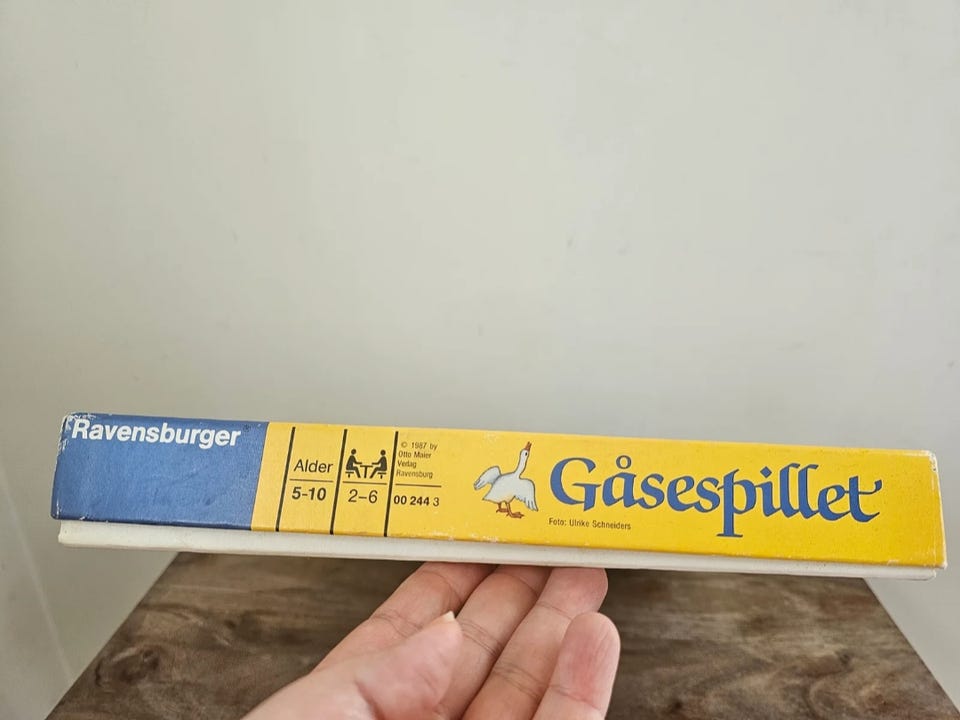 Ravensburger
Alder
5-10
2–6
© 1987 by
Otto Maier
Verlag
Ravensburg
00 244 3
Gåsespillet
Foto: Ulrike Schneiders